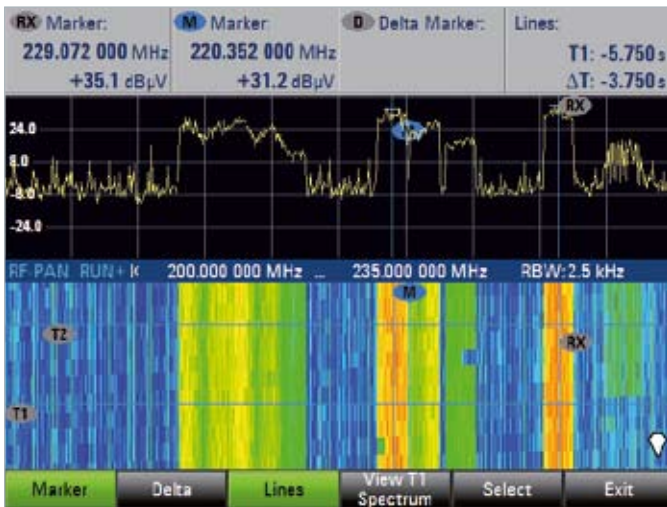 RX Marker: M Marker: D Delta Marker: Lines:
229.072 000 MHz 220.352 000 MHz T1: -5.750 s
+35.1 dBµV +31.2 dBµV ΔT: -3.750 s
RX
24.0
8.0
-8.0
-24.0
RF PAN RUN+ 200.000 000 MHz ... 235.000 000 MHz RBW: 2.5 kHz
M
T2
RX
T1
Marker Delta Lines View T1 Spectrum Select Exit